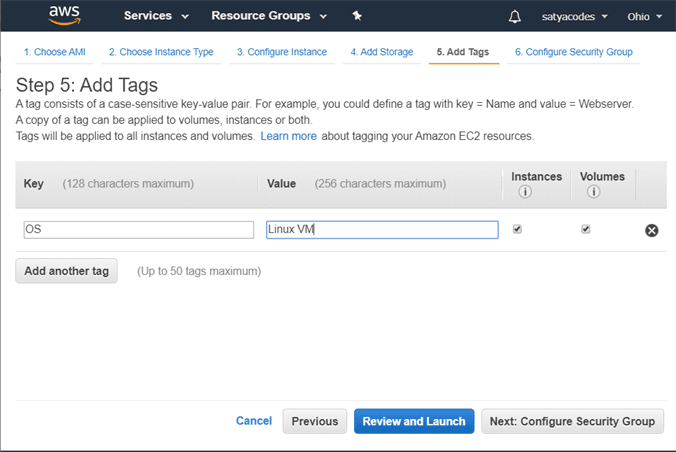 aws Services Resource Groups satyacodes Ohio
1. Choose AMI 2. Choose Instance Type 3. Configure Instance 4. Add Storage 5. Add Tags 6. Configure Security Group
Step 5: Add Tags
A tag consists of a case-sensitive key-value pair. For example, you could define a tag with key = Name and value = Webserver.
A copy of a tag can be applied to volumes, instances or both.
Tags will be applied to all instances and volumes. Learn more about tagging your Amazon EC2 resources.
Key (128 characters maximum) Value (256 characters maximum) Instances Volumes
OS Linux VM
Add another tag (Up to 50 tags maximum)
Cancel Previous Review and Launch Next: Configure Security Group